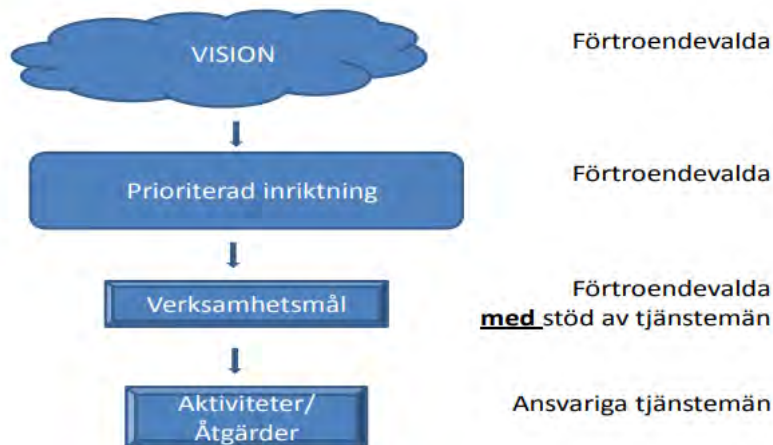 VISION
Förtroendevalda
Prioriterad inriktning
Förtroendevalda
Verksamhetsmål
Förtroendevalda
med stöd av tjänstemän
Aktiviteter/
Åtgärder
Ansvariga tjänstemän